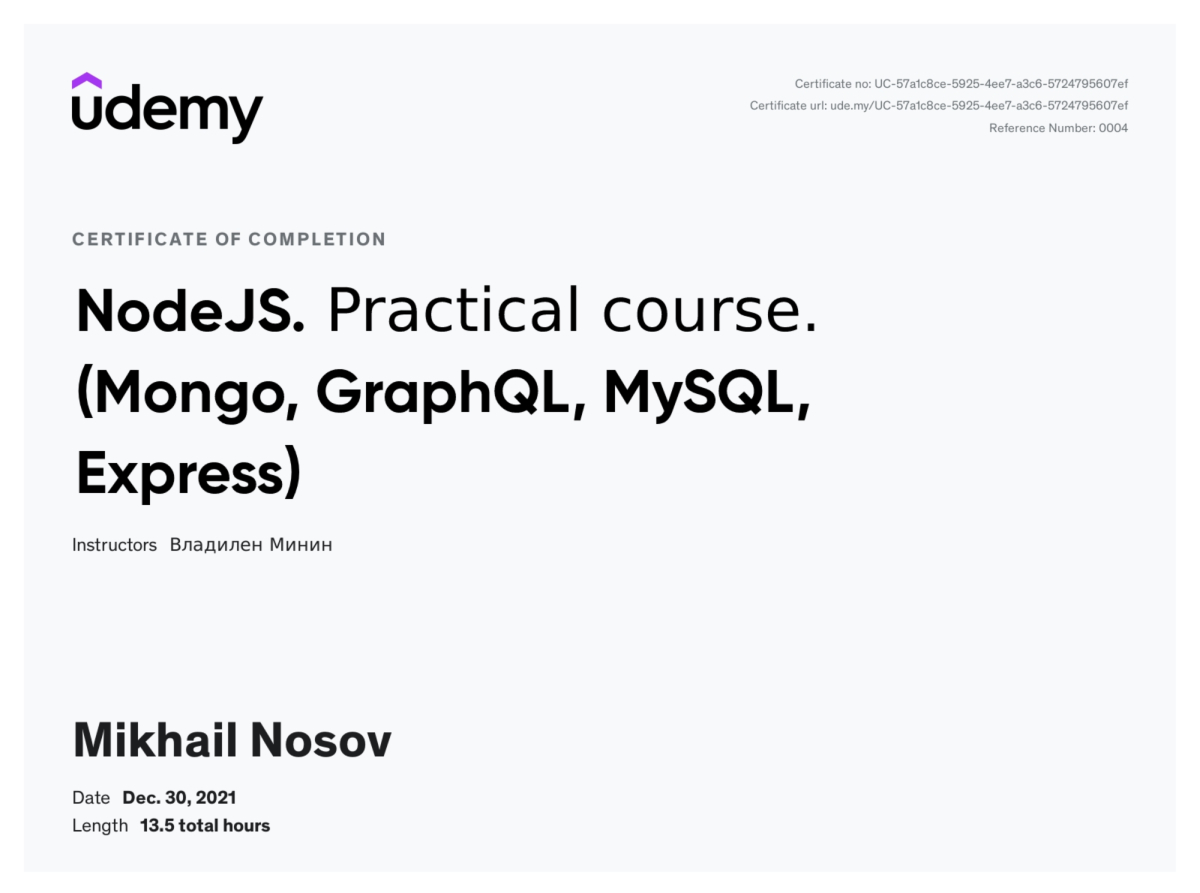 udemy
Certificate no: UC-57a1c8ce-5925-4ee7-a3c6-5724795607ef
Certificate url: ude.my/UC-57a1c8ce-5925-4ee7-a3c6-5724795607ef
Reference Number: 0004
CERTIFICATE OF COMPLETION
NodeJS. Practical course.
(Mongo, GraphQL, MySQL,
Express)
Instructors Владилен Минин
Mikhail Nosov
Date Dec. 30, 2021
Length 13.5 total hours